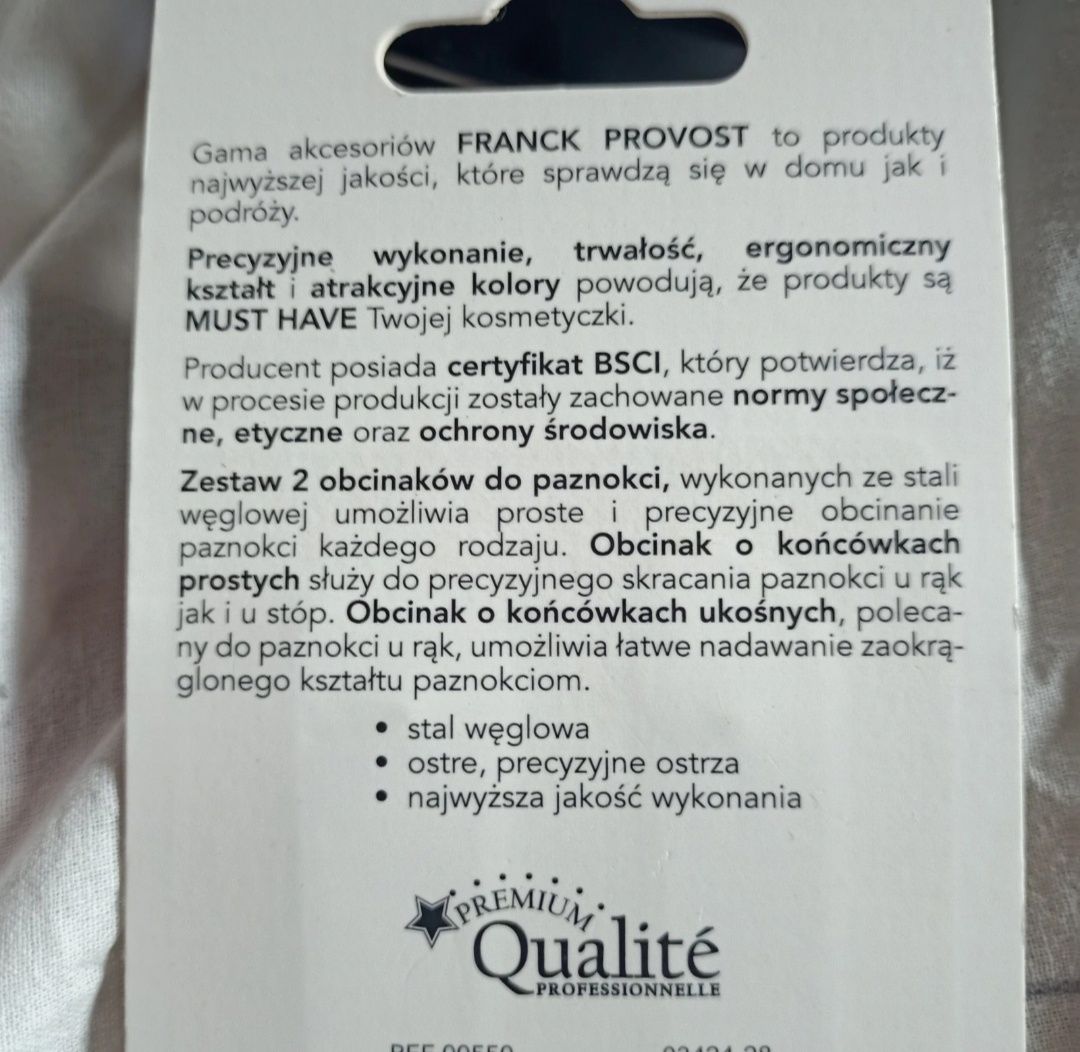 Gama akcesoriów FRANCK PROVOST to produkty
najwyższej jakości, które sprawdzą się w domu jak i
podróży.
Precyzyjne wykonanie, trwałość, ergonomiczny
kształt i atrakcyjne kolory powodują, że produkty są
MUST HAVE Twojej kosmetyczki.
Producent posiada certyfikat BSCI, który potwierdza, iż
w procesie produkcji zostały zachowane normy społecz-
ne, etyczne oraz ochrony środowiska.
Zestaw 2 obcinaków do paznokci, wykonanych ze stali
węglowej umożliwia proste i precyzyjne obcinanie
paznokci każdego rodzaju. Obcinak o końcówkach
prostych służy do precyzyjnego skracania paznokci u rąk
jak i u stóp. Obcinak o końcówkach ukośnych, poleca-
ny do paznokci u rąk, umożliwia łatwe nadawanie zaokrą-
glonego kształtu paznokciom.
• stal węglowa
• ostre, precyzyjne ostrza
• najwyższa jakość wykonania
PREMIUM
Qualité
PROFESSIONNELLE